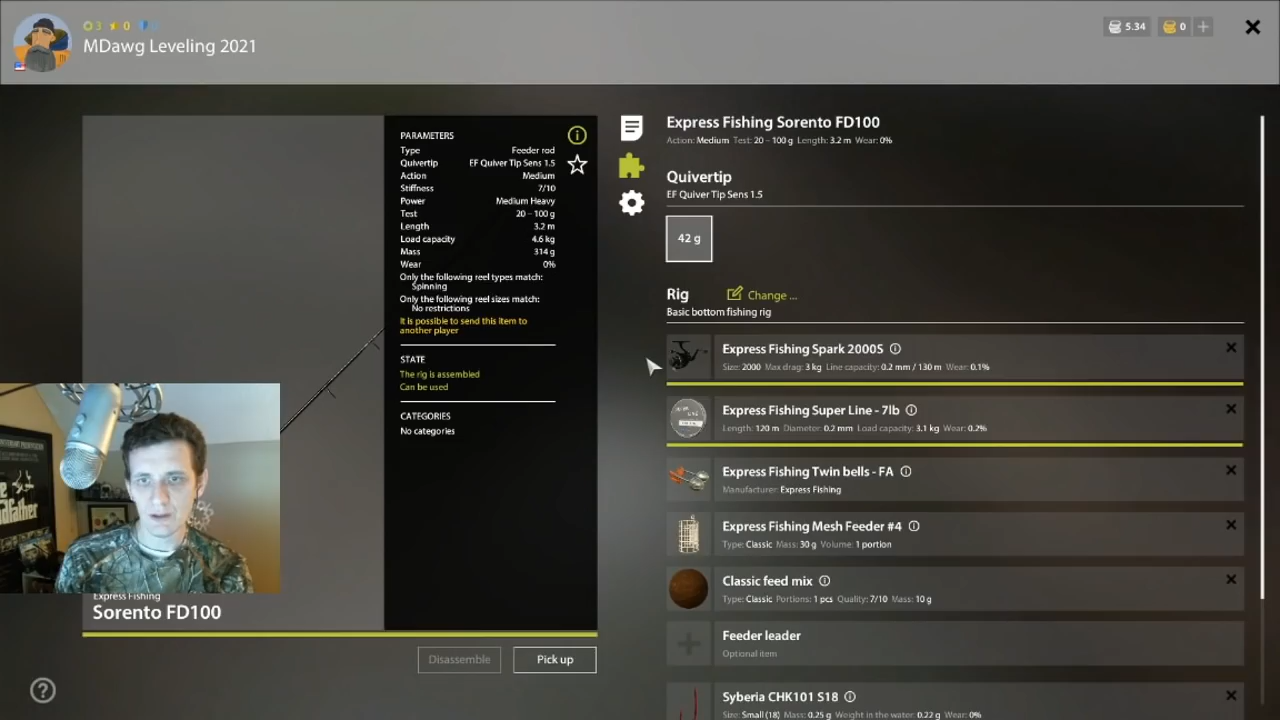 3 0
MDawg Leveling 2021
5.34 0 +
PARAMETERS
Type Feeder rod
Quivertip EF Quiver Tip Sens 1.5
Action Medium
Stiffness 7/10
Power Medium Heavy
Test 20 – 100 g
Length 3.2 m
Load capacity 4.6 kg
Mass 314 g
Wear 0%
Only the following reel types match:
Spinning
Only the following reel sizes match:
No restrictions
It is possible to send this item to
another player
STATE
The rig is assembled
Can be used
CATEGORIES
No categories
Express Fishing
Sorento FD100
Disassemble
Pick up
Express Fishing Sorento FD100
Action: Medium Test: 20 – 100 g Length: 3.2 m Wear: 0%
Quivertip
EF Quiver Tip Sens 1.5
42 g
Rig Change ...
Basic bottom fishing rig
Express Fishing Spark 2000S
Size: 2000 Max drag: 3 kg Line capacity: 0.2 mm / 130 m Wear: 0.1%
Express Fishing Super Line - 7lb
Length: 120 m Diameter: 0.2 mm Load capacity: 3.1 kg Wear: 0.2%
Express Fishing Twin bells - FA
Manufacturer: Express Fishing
Express Fishing Mesh Feeder #4
Type: Classic Mass: 30 g Volume: 1 portion
Classic feed mix
Type: Classic Portions: 1 pcs Quality: 7/10 Mass: 10 g
Feeder leader
Optional item
Syberia CHK101 S18
Size: Small (18) Mass: 0.25 g Weight in the water: 0.22 g Wear: 0%
dfather
?